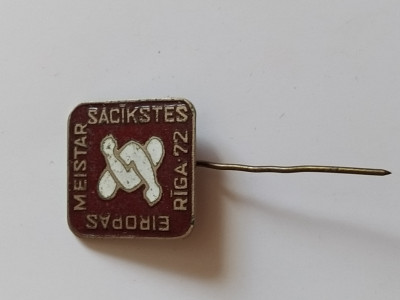 EIROPAS
MEISTAR
SACĪKSTES
RĪGA·72